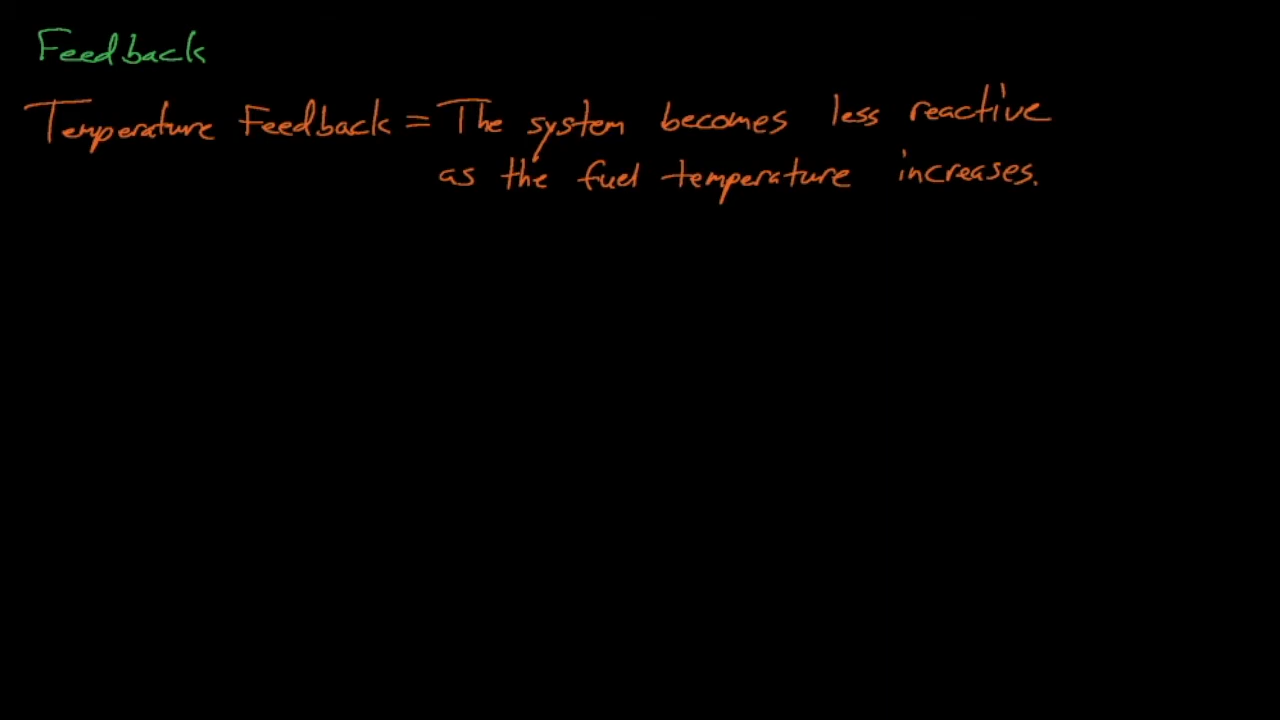 Feedback
Temperature Feedback = The system becomes less reactive
as the fuel temperature increases.